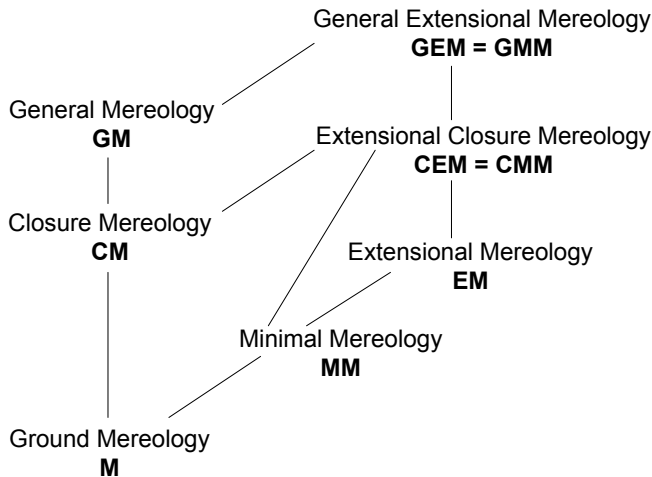 General Extensional Mereology
GEM = GMM
General Mereology
GM
Extensional Closure Mereology
CEM = CMM
Closure Mereology
CM
Extensional Mereology
EM
Minimal Mereology
MM
Ground Mereology
M